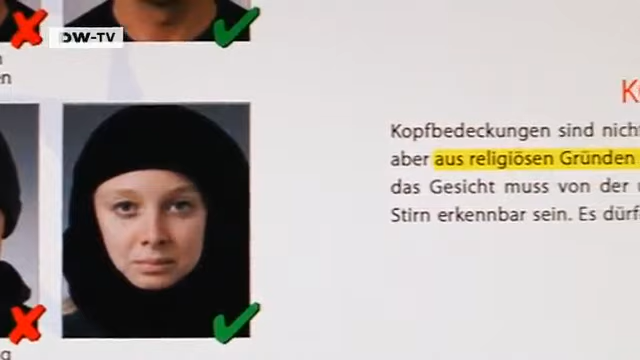 DW-TV
n
en
K
Kopfbedeckungen sind nicht
aber aus religiösen Gründen
das Gesicht muss von der u
Stirn erkennbar sein. Es dürf
g